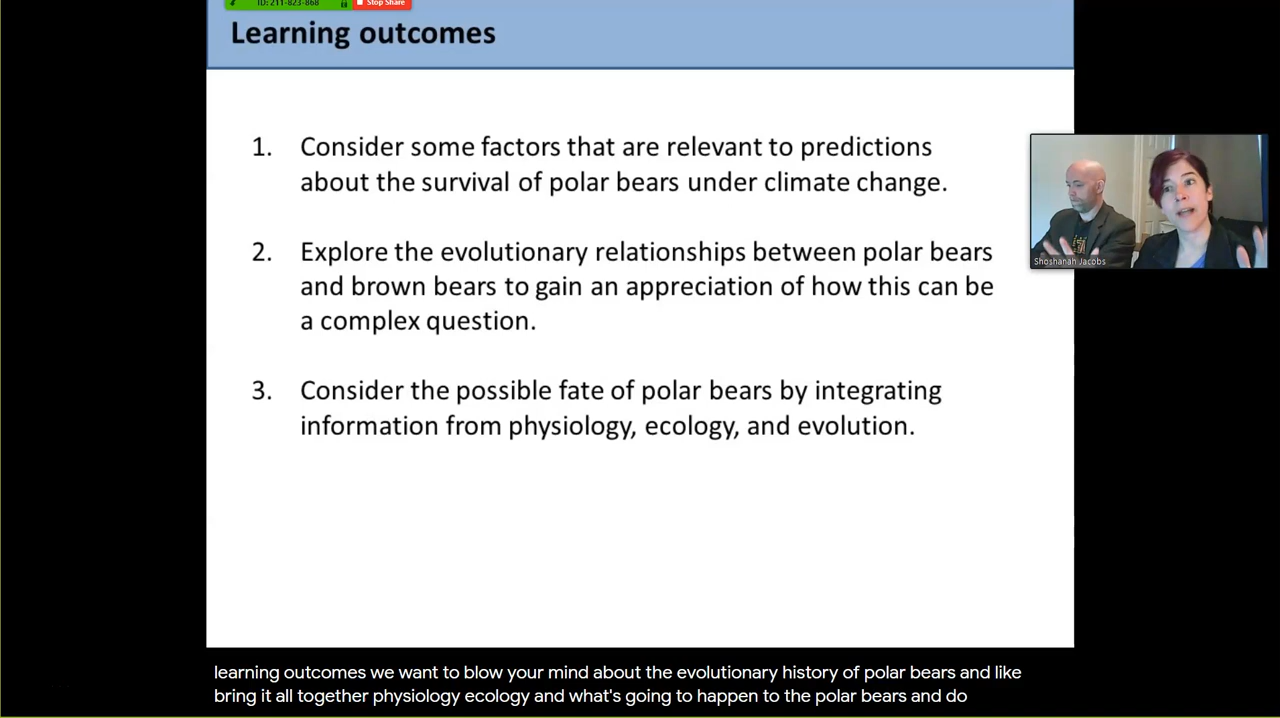 ID: 211-823-868 Stop Share
Learning outcomes
1. Consider some factors that are relevant to predictions
about the survival of polar bears under climate change.
2. Explore the evolutionary relationships between polar bears
and brown bears to gain an appreciation of how this can be
a complex question.
3. Consider the possible fate of polar bears by integrating
information from physiology, ecology, and evolution.
Shoshanah Jacobs
learning outcomes we want to blow your mind about the evolutionary history of polar bears and like
bring it all together physiology ecology and what's going to happen to the polar bears and do